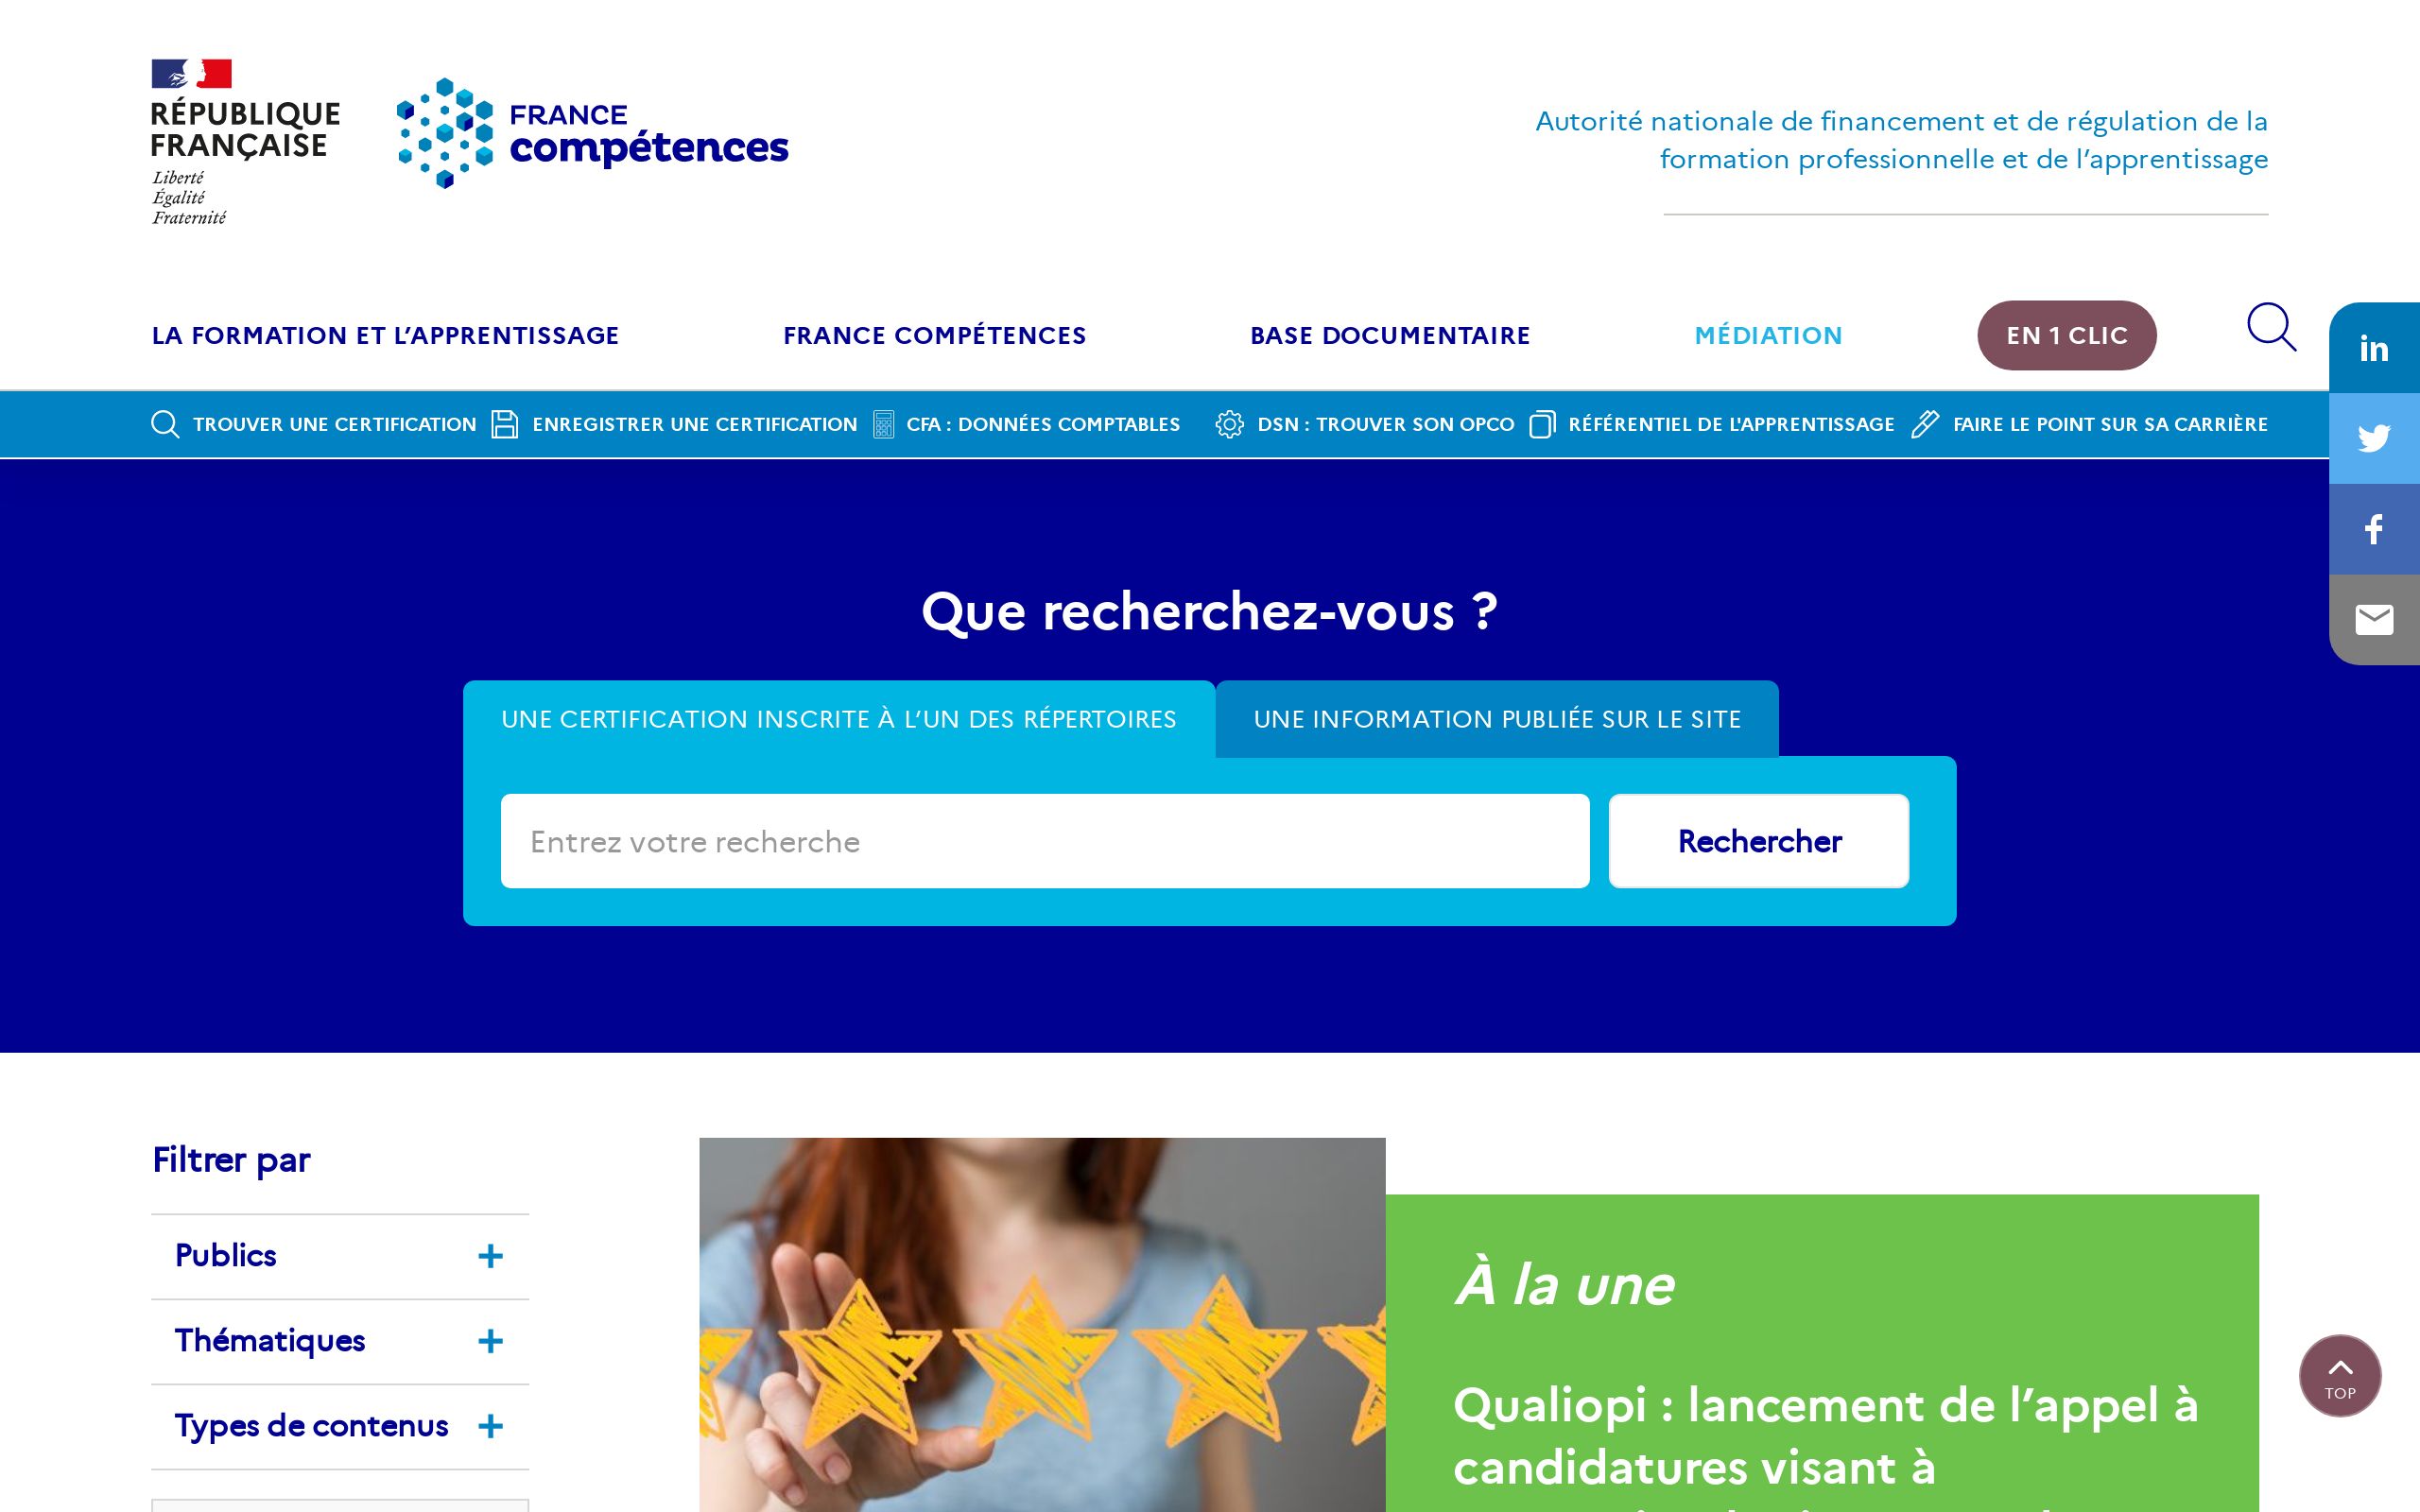 RÉPUBLIQUE
FRANÇAISE
Liberté
Égalité
Fraternité
FRANCE
compétences
Autorité nationale de financement et de régulation de la
formation professionnelle et de l’apprentissage
LA FORMATION ET L’APPRENTISSAGE
FRANCE COMPÉTENCES
BASE DOCUMENTAIRE
MÉDIATION
EN 1 CLIC
TROUVER UNE CERTIFICATION
ENREGISTRER UNE CERTIFICATION
CFA : DONNÉES COMPTABLES
DSN : TROUVER SON OPCO
RÉFÉRENTIEL DE L'APPRENTISSAGE
FAIRE LE POINT SUR SA CARRIÈRE
in
Que recherchez-vous ?
UNE CERTIFICATION INSCRITE À L’UN DES RÉPERTOIRES
UNE INFORMATION PUBLIÉE SUR LE SITE
Entrez votre recherche
Rechercher
Filtrer par
Publics
Thématiques
Types de contenus
À la une
Qualiopi : lancement de l’appel à
candidatures visant à
TOP